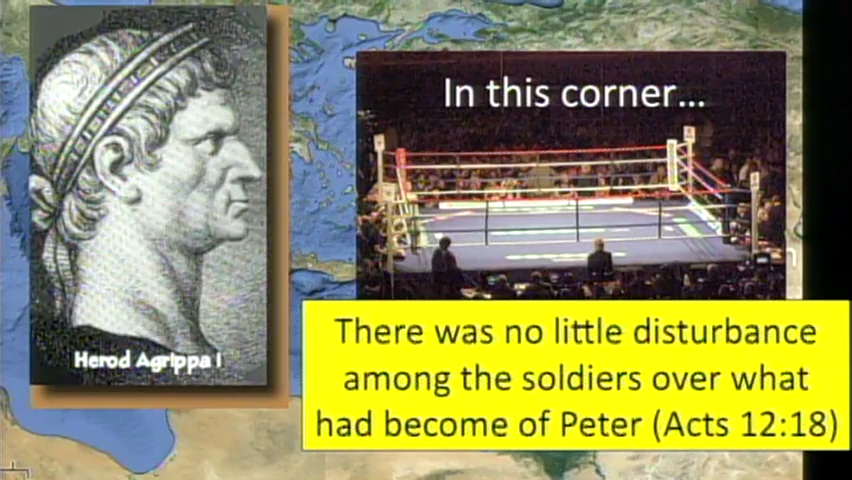 In this corner...
Herod Agrippa I
There was no little disturbance
among the soldiers over what
had become of Peter (Acts 12:18)